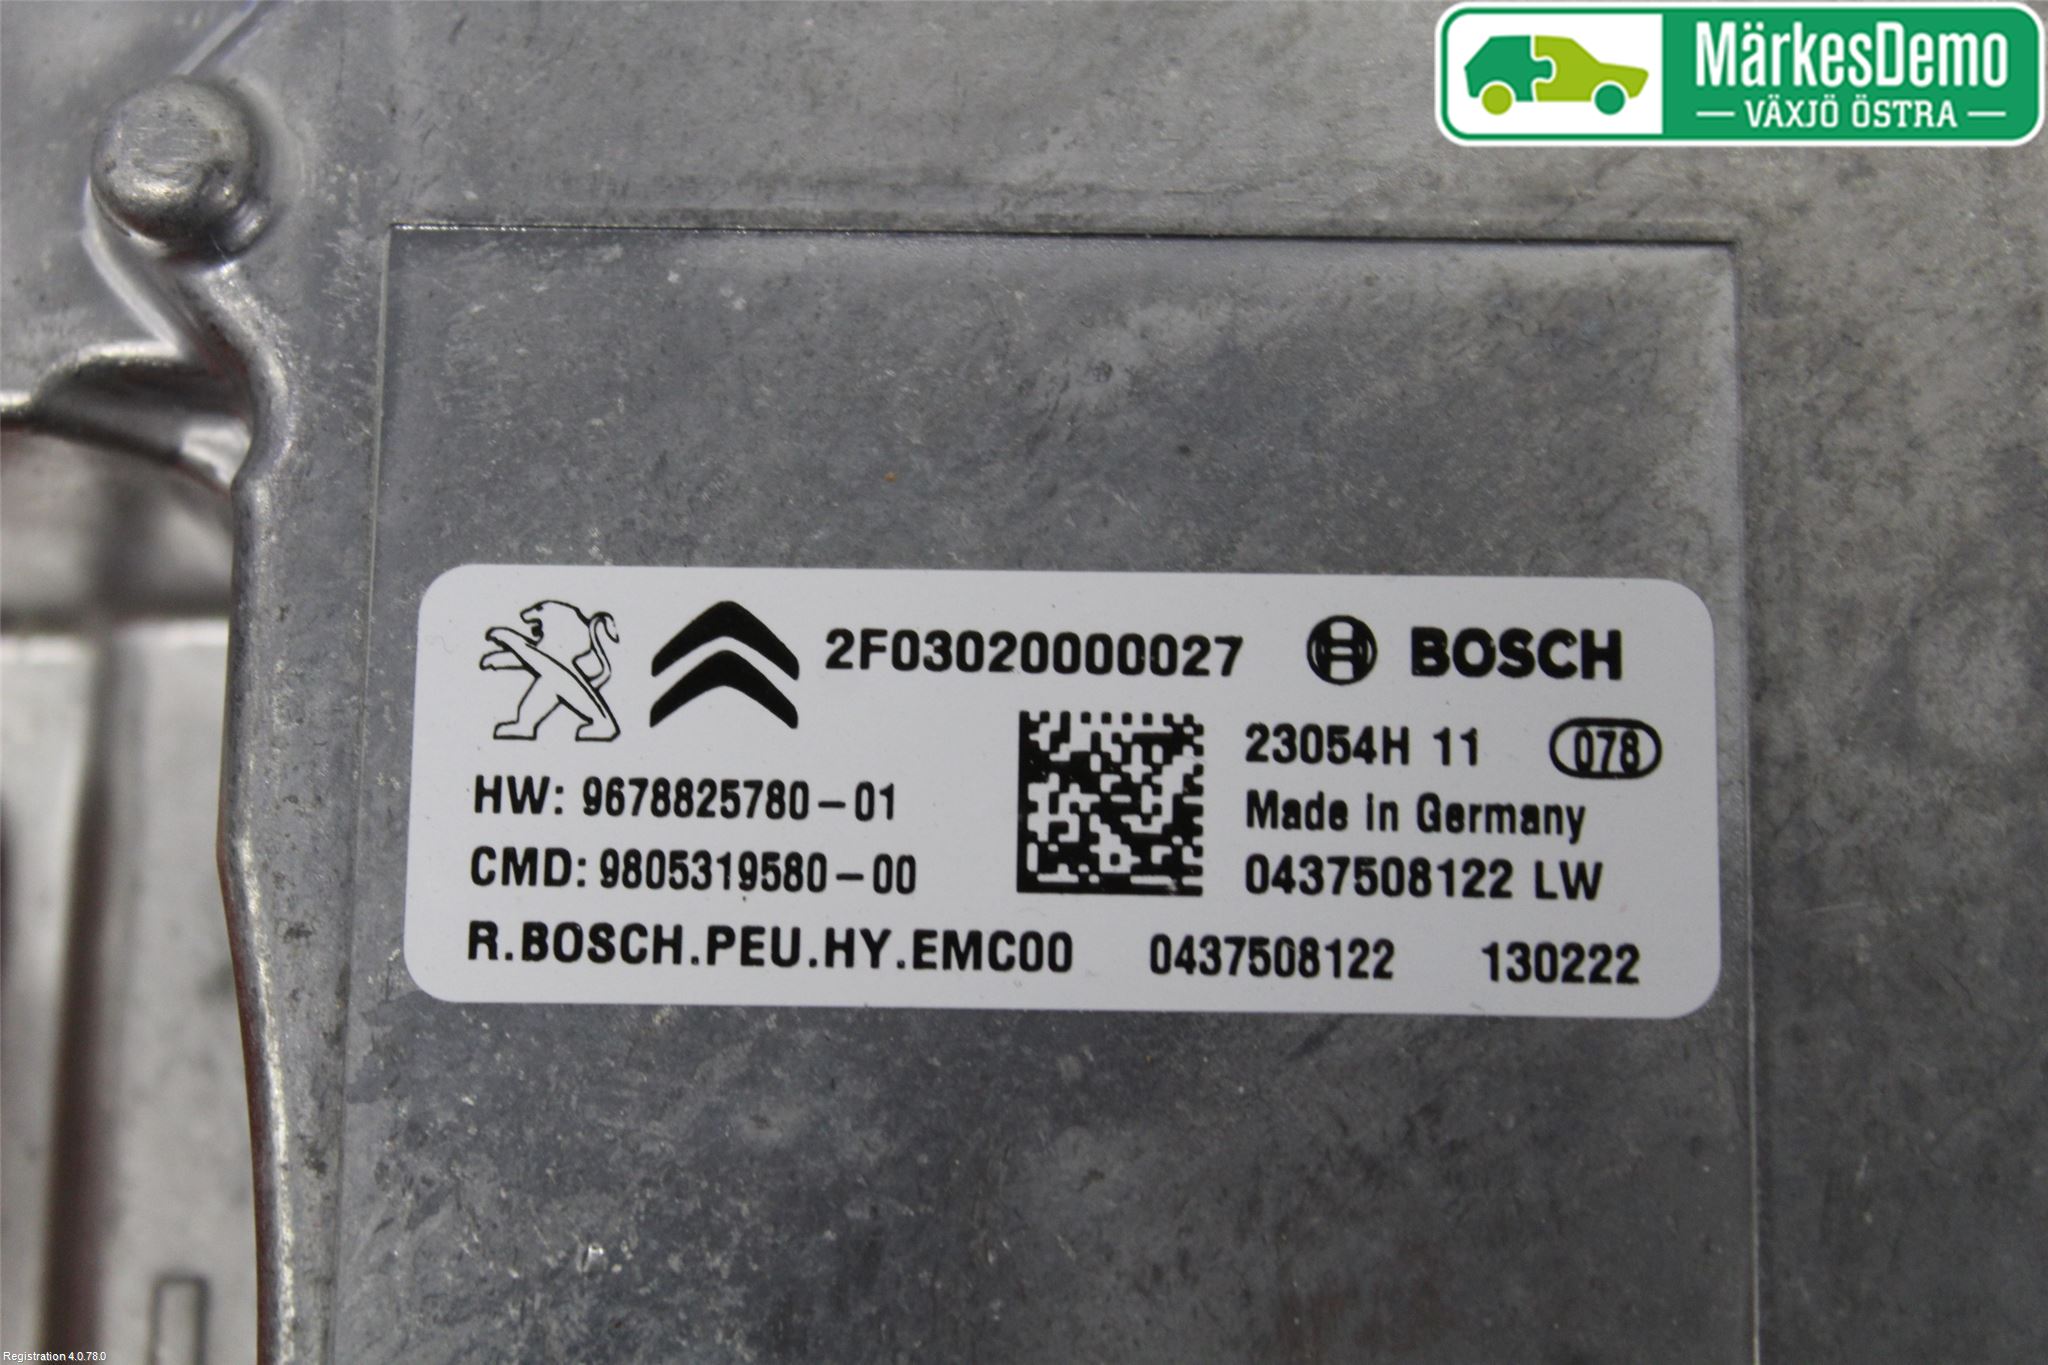 MärkesDemo
VÄXJÖ ÖSTRA
2F03020000027
BOSCH
23054H 11 078
HW: 9678825780-01
Made in Germany
CMD: 9805319580-00
0437508122 LW
R.BOSCH.PEU.HY.EMC00 0437508122 130222
Registration 4.0.78.0